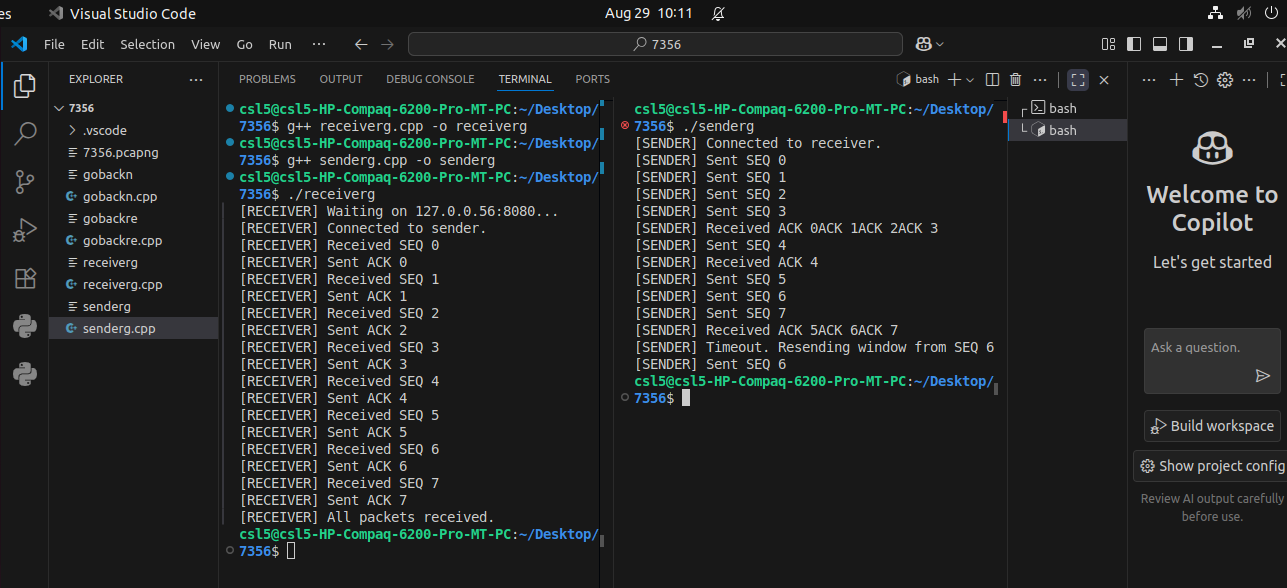 es
Visual Studio Code
Aug 29 10:11
File Edit Selection View Go Run ···
7356
EXPLORER ···
7356
.vscode
7356.pcapng
gobackn
gobackn.cpp
gobackre
gobackre.cpp
receiverg
receiverg.cpp
senderg
senderg.cpp
PROBLEMS OUTPUT DEBUG CONSOLE TERMINAL PORTS
bash
csl5@csl5-HP-Compaq-6200-Pro-MT-PC:~/Desktop/
7356$ g++ receiverg.cpp -o receiverg
csl5@csl5-HP-Compaq-6200-Pro-MT-PC:~/Desktop/
7356$ g++ senderg.cpp -o senderg
csl5@csl5-HP-Compaq-6200-Pro-MT-PC:~/Desktop/
7356$ ./receiverg
[RECEIVER] Waiting on 127.0.0.56:8080...
[RECEIVER] Connected to sender.
[RECEIVER] Received SEQ 0
[RECEIVER] Sent ACK 0
[RECEIVER] Received SEQ 1
[RECEIVER] Sent ACK 1
[RECEIVER] Received SEQ 2
[RECEIVER] Sent ACK 2
[RECEIVER] Received SEQ 3
[RECEIVER] Sent ACK 3
[RECEIVER] Received SEQ 4
[RECEIVER] Sent ACK 4
[RECEIVER] Received SEQ 5
[RECEIVER] Sent ACK 5
[RECEIVER] Received SEQ 6
[RECEIVER] Sent ACK 6
[RECEIVER] Received SEQ 7
[RECEIVER] Sent ACK 7
[RECEIVER] All packets received.
csl5@csl5-HP-Compaq-6200-Pro-MT-PC:~/Desktop/
7356$
csl5@csl5-HP-Compaq-6200-Pro-MT-PC:~/Desktop/
7356$ ./senderg
[SENDER] Connected to receiver.
[SENDER] Sent SEQ 0
[SENDER] Sent SEQ 1
[SENDER] Sent SEQ 2
[SENDER] Sent SEQ 3
[SENDER] Received ACK 0ACK 1ACK 2ACK 3
[SENDER] Sent SEQ 4
[SENDER] Received ACK 4
[SENDER] Sent SEQ 5
[SENDER] Sent SEQ 6
[SENDER] Sent SEQ 7
[SENDER] Received ACK 5ACK 6ACK 7
[SENDER] Timeout. Resending window from SEQ 6
[SENDER] Sent SEQ 6
csl5@csl5-HP-Compaq-6200-Pro-MT-PC:~/Desktop/
7356$
bash
bash
Welcome to
Copilot
Let's get started
Ask a question.
Build workspace
Show project config
Review AI output carefully
before use.